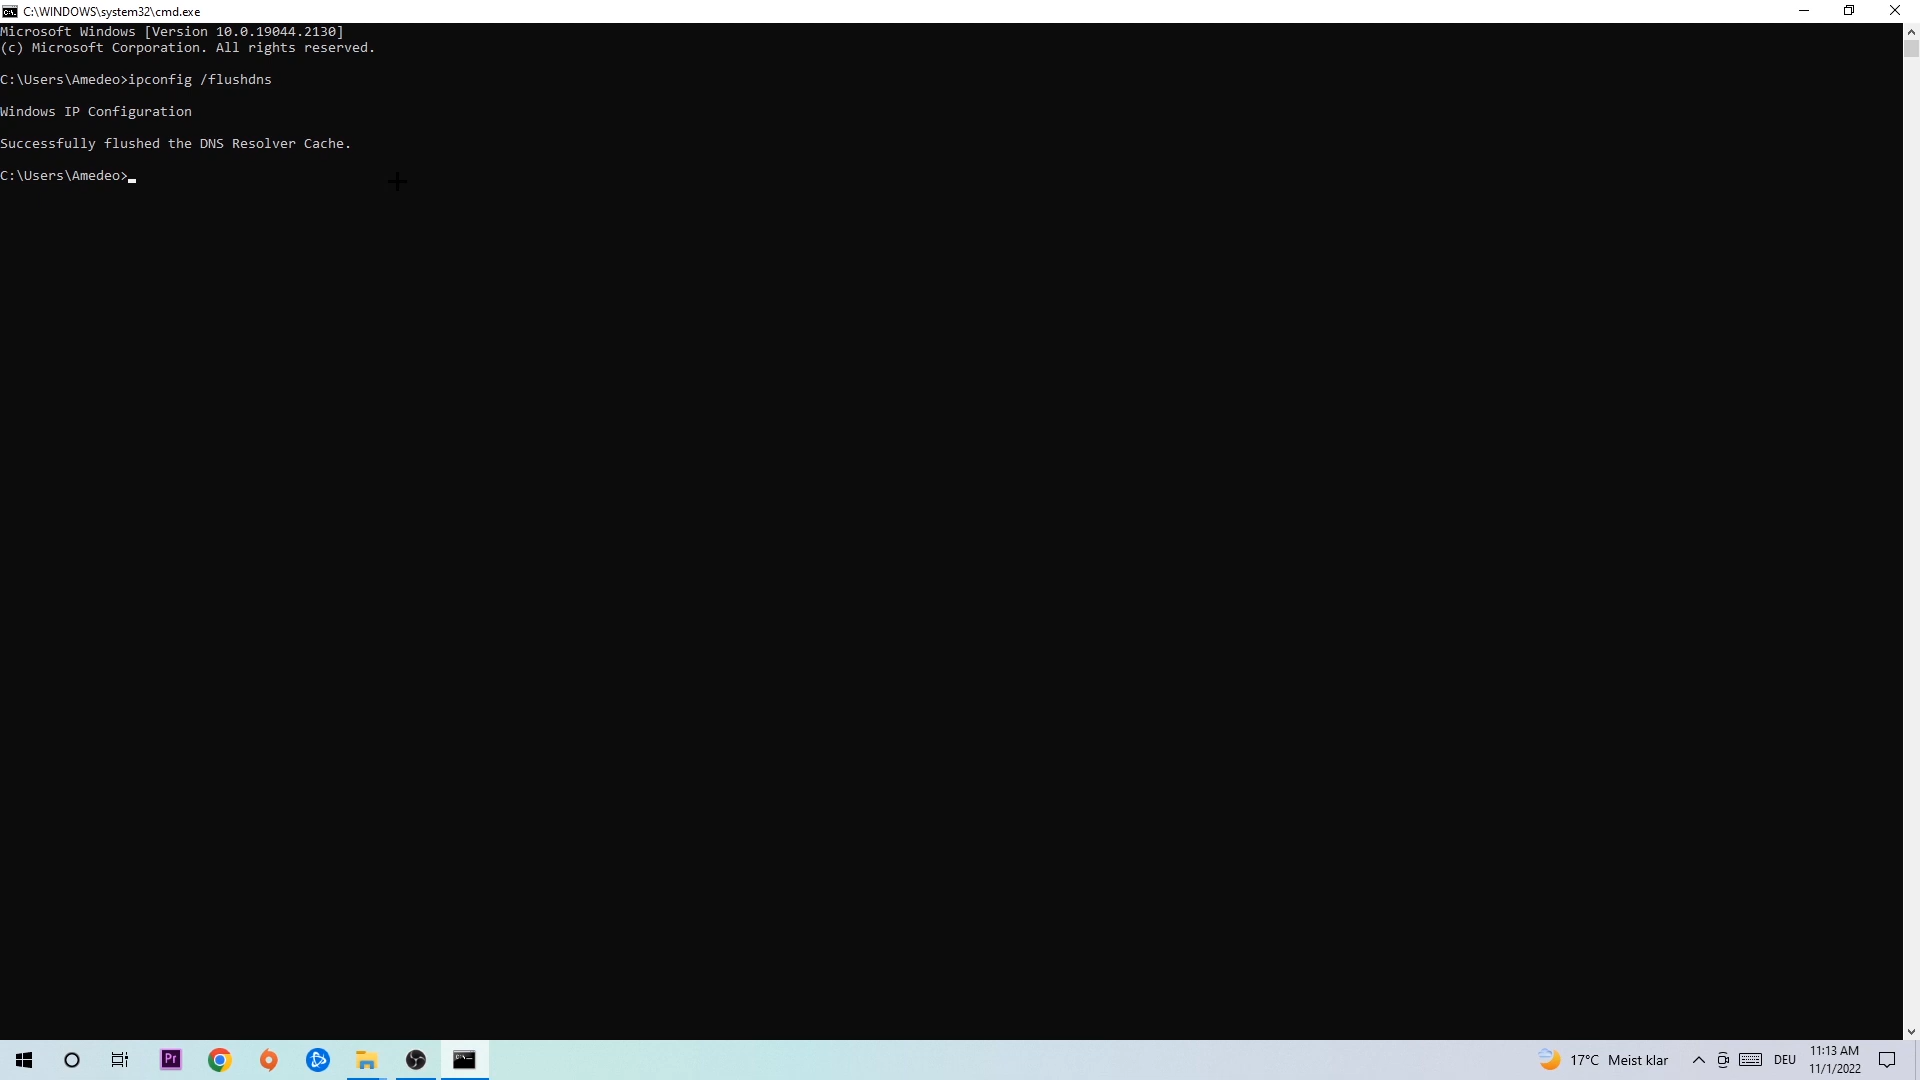 C:\WINDOWS\system32\cmd.exe
Microsoft Windows [Version 10.0.19044.2130]
(c) Microsoft Corporation. All rights reserved.
C:\Users\Amedeo>ipconfig /flushdns
Windows IP Configuration
Successfully flushed the DNS Resolver Cache.
C:\Users\Amedeo>
Pr
17°C Meist klar
DEU
11:13 AM
11/1/2022